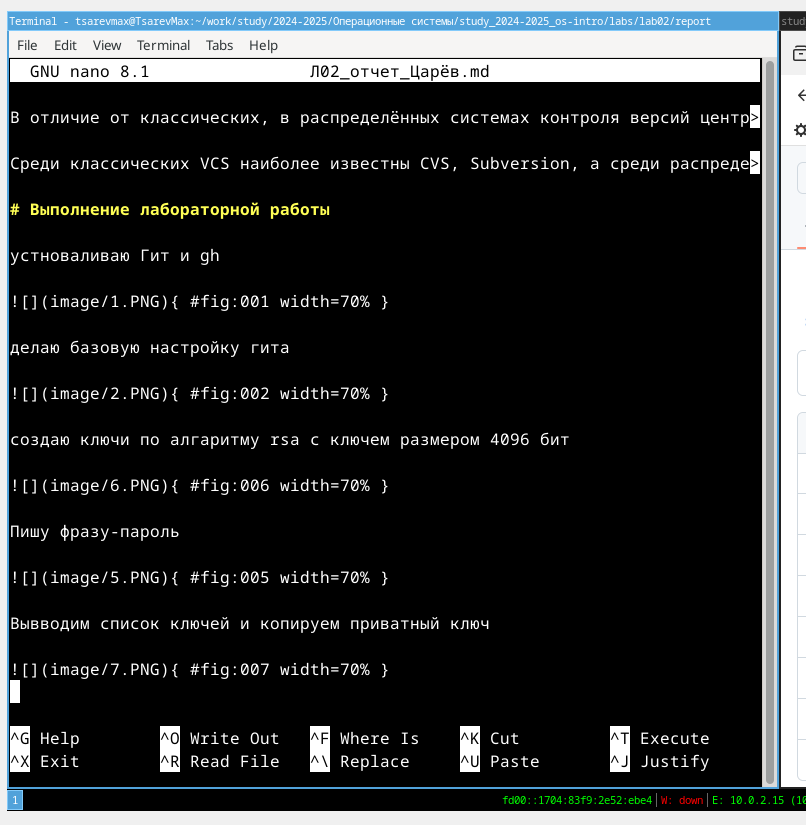 Terminal - tsarevmax@TsarevMax:~/work/study/2024-2025/Операционные системы/study_2024-2025_os-intro/labs/lab02/report
File Edit View Terminal Tabs Help
GNU nano 8.1 Л02_отчет_Царёв.md
В отличие от классических, в распределённых системах контроля версий центр>
Среди классических VCS наиболее известны CVS, Subversion, а среди распреде>
# Выполнение лабораторной работы
устноваливаю Гит и gh
![](image/1.PNG){ #fig:001 width=70% }
делаю базовую настройку гита
![](image/2.PNG){ #fig:002 width=70% }
создаю ключи по алгаритму rsa с ключем размером 4096 бит
![](image/6.PNG){ #fig:006 width=70% }
Пишу фразу-пароль
![](image/5.PNG){ #fig:005 width=70% }
Вывводим список ключей и копируем приватный ключ
![](image/7.PNG){ #fig:007 width=70% }
^G Help ^O Write Out ^F Where Is ^K Cut ^T Execute
^X Exit ^R Read File ^\ Replace ^U Paste ^J Justify
1 fd00::1704:83f9:2e52:ebe4 W: down E: 10.0.2.15 (10